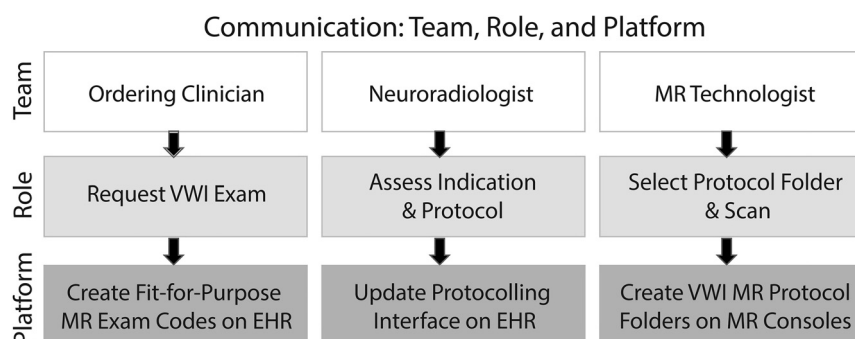 Communication: Team, Role, and Platform
Team
Ordering Clinician
Neuroradiologist
MR Technologist
Role
Request VWI Exam
Assess Indication
& Protocol
Select Protocol Folder
& Scan
Platform
Create Fit-for-Purpose
MR Exam Codes on EHR
Update Protocolling
Interface on EHR
Create VWI MR Protocol
Folders on MR Consoles